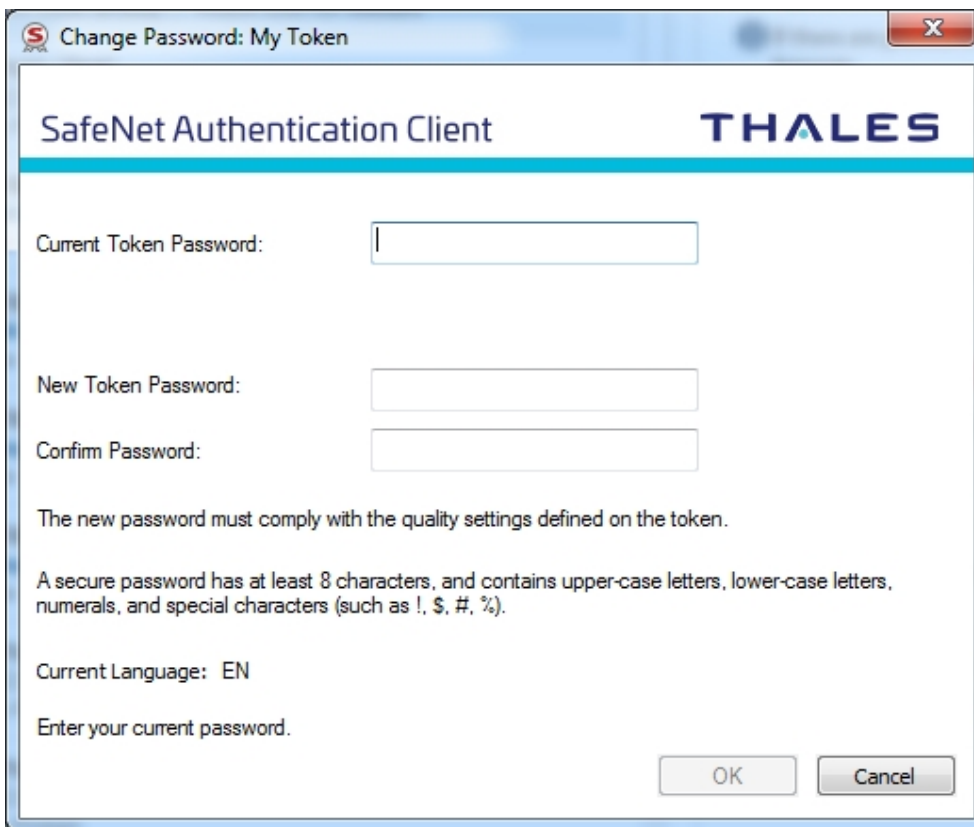 Change Password: My Token
SafeNet Authentication Client
THALES
Current Token Password:
New Token Password:
Confirm Password:
The new password must comply with the quality settings defined on the token.
A secure password has at least 8 characters, and contains upper-case letters, lower-case letters,
numerals, and special characters (such as !, $, #, %).
Current Language: EN
Enter your current password.
OK
Cancel